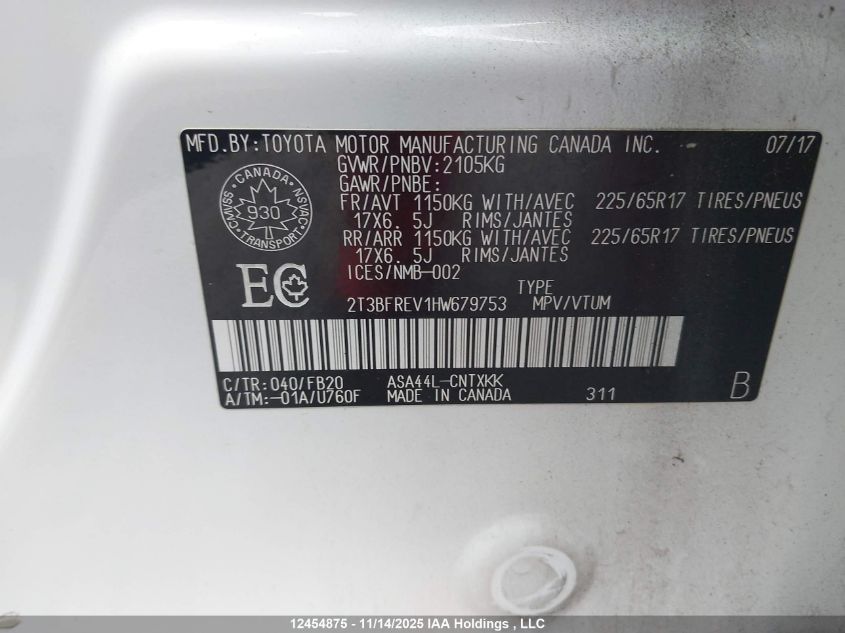 MFD.BY:TOYOTA MOTOR MANUFACTURING CANADA INC. 07/17
GVWR/PNBV:2105KG
GAWR/PNBE:
FR/AVT 1150KG WITH/AVEC 225/65R17 TIRES/PNEUS
17X6. 5J RIMS/JANTES
RR/ARR 1150KG WITH/AVEC 225/65R17 TIRES/PNEUS
17X6. 5J RIMS/JANTES
ICES/NMB-002
CANADA
CMVSS
NSVAC
930
TRANSPORT
EC
TYPE
2T3BFREV1HW679753 MPV/VTUM
C/TR:040/FB20 ASA44L-CNTXKK
A/TM:-01A/U760F MADE IN CANADA 311 B
12454875 - 11/14/2025 IAA Holdings, LLC